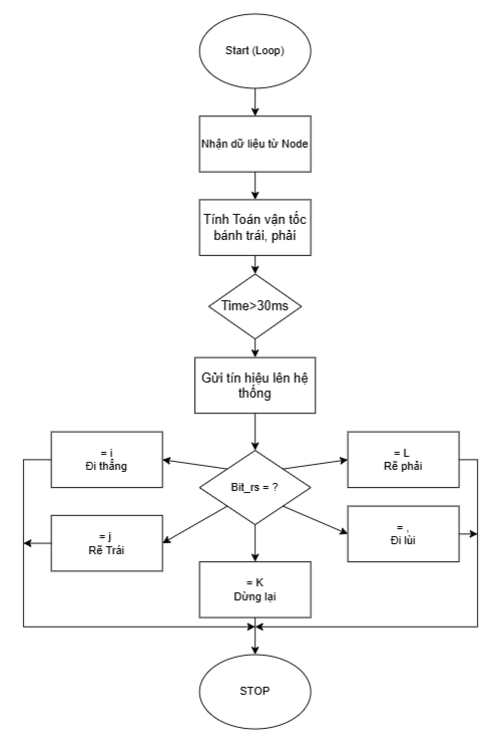 Start (Loop)
Nhận dữ liệu từ Node
Tính Toán vận tốc
bánh trái, phải
Time>30ms
Gửi tín hiệu lên hệ
thống
= i
Đi thẳng
= L
Rẽ phải
Bit_rs = ?
= j
Rẽ Trái
= ,
Đi lùi
= K
Dừng lại
STOP